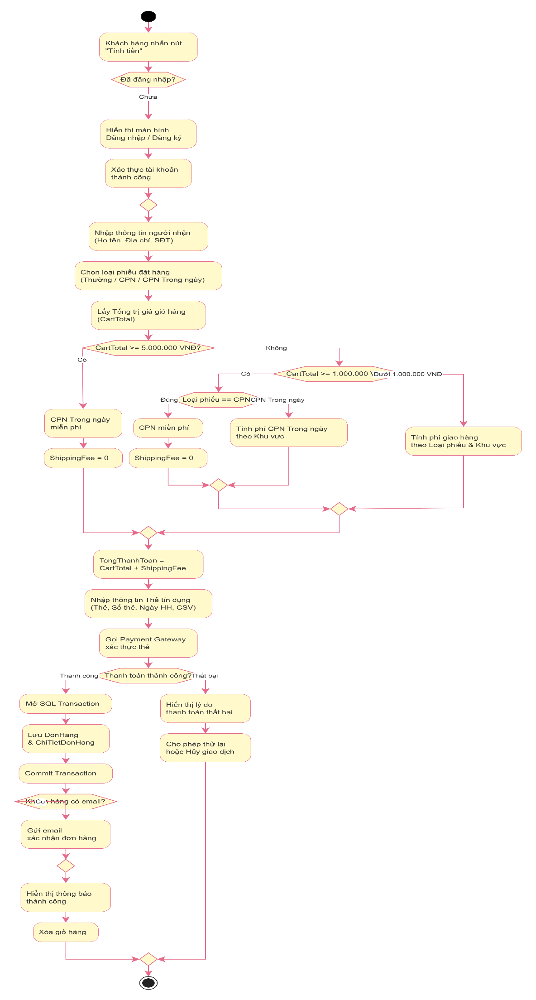 Khách hàng nhấn nút
"Tính tiền"
Đã đăng nhập?
Chưa
Hiển thị màn hình
Đăng nhập / Đăng ký
Xác thực tài khoản
thành công
Nhập thông tin người nhận
(Họ tên, Địa chỉ, SĐT)
Chọn loại phiếu đặt hàng
(Thường / CPN / CPN Trong ngày)
Lấy Tổng trị giá giỏ hàng
(CartTotal)
CartTotal >= 5.000.000 VNĐ?
Không
Có
CartTotal >= 1.000.000
Dưới 1.000.000 VNĐ
Có
Đúng
Loại phiếu == CPN
CPN Trong ngày
CPN Trong ngày
miễn phí
CPN miễn phí
Tính phí CPN Trong ngày
theo Khu vực
Tính phí giao hàng
theo Loại phiếu & Khu vực
ShippingFee = 0
ShippingFee = 0
TongThanhToan =
CartTotal + ShippingFee
Nhập thông tin Thẻ tín dụng
(Thẻ, Số thẻ, Ngày HH, CSV)
Gọi Payment Gateway
xác thực thẻ
Thành công
Thanh toán thành công?
Thất bại
Mở SQL Transaction
Hiển thị lý do
thanh toán thất bại
Lưu DonHang
& ChiTietDonHang
Cho phép thử lại
hoặc Hủy giao dịch
Commit Transaction
Có
hàng có email?
Gửi email
xác nhận đơn hàng
Hiển thị thông báo
thành công
Xóa giỏ hàng